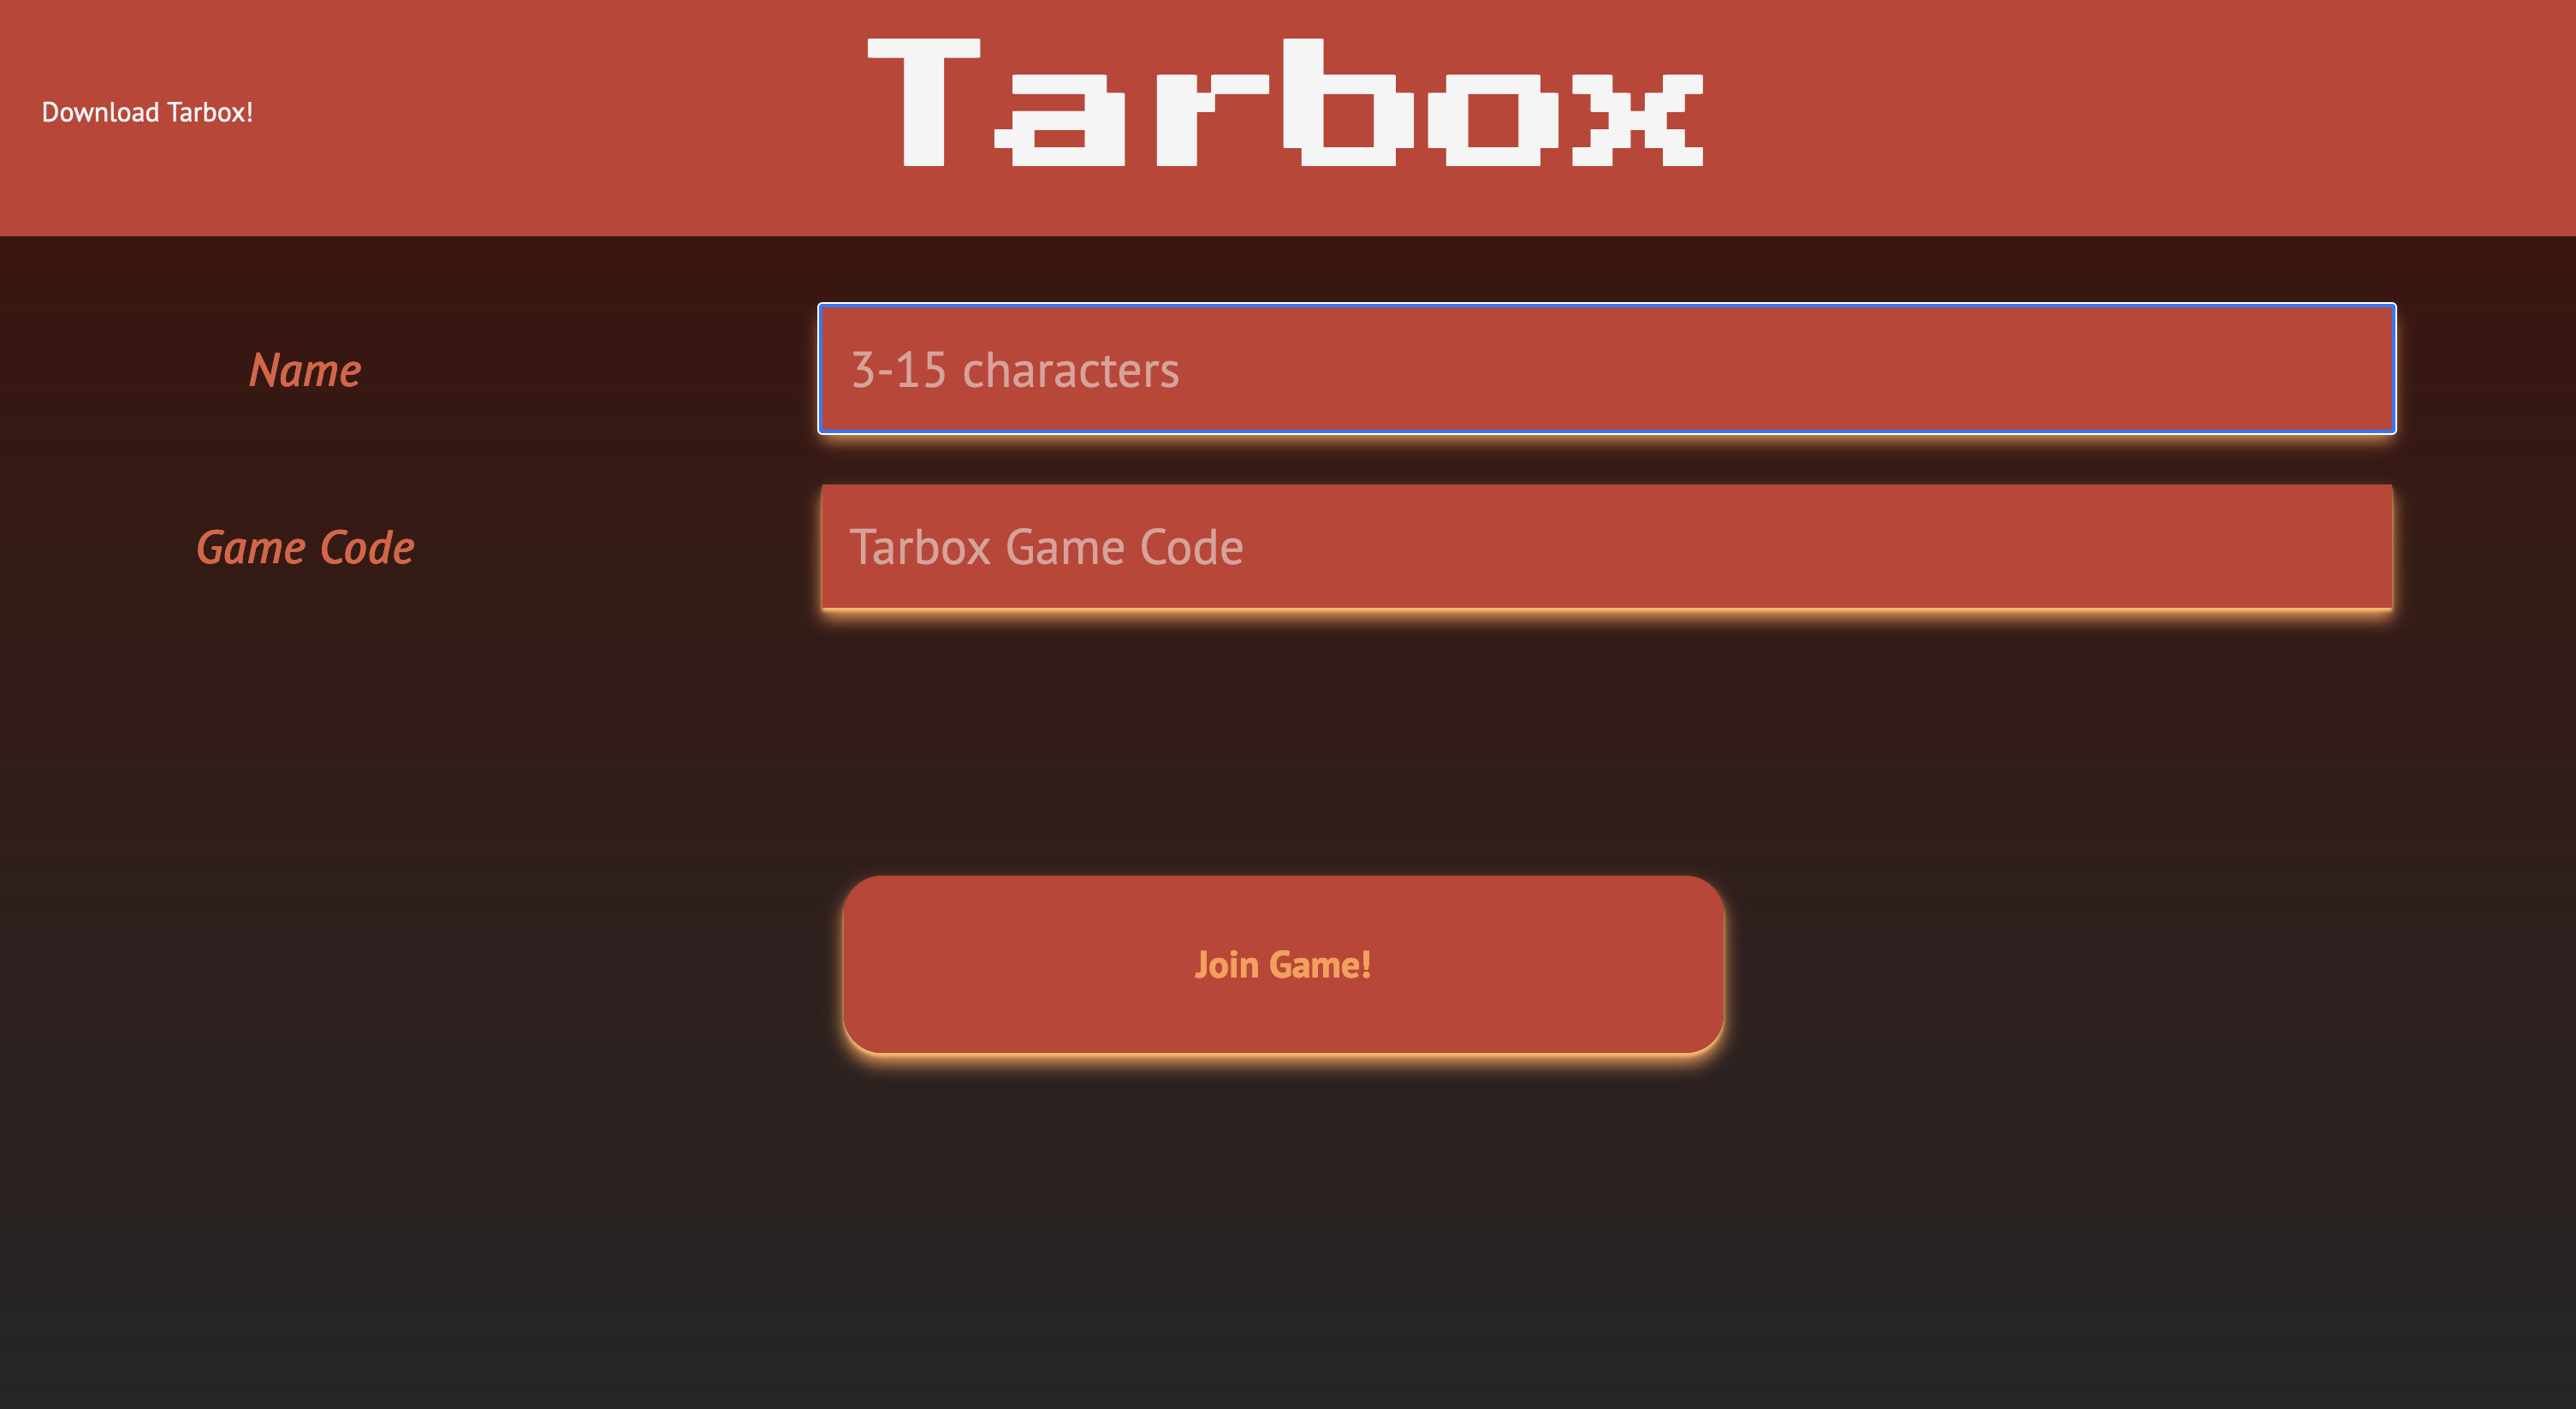 Download Tarbox!
Tarbox
Name
3-15 characters
Game Code
Tarbox Game Code
Join Game!